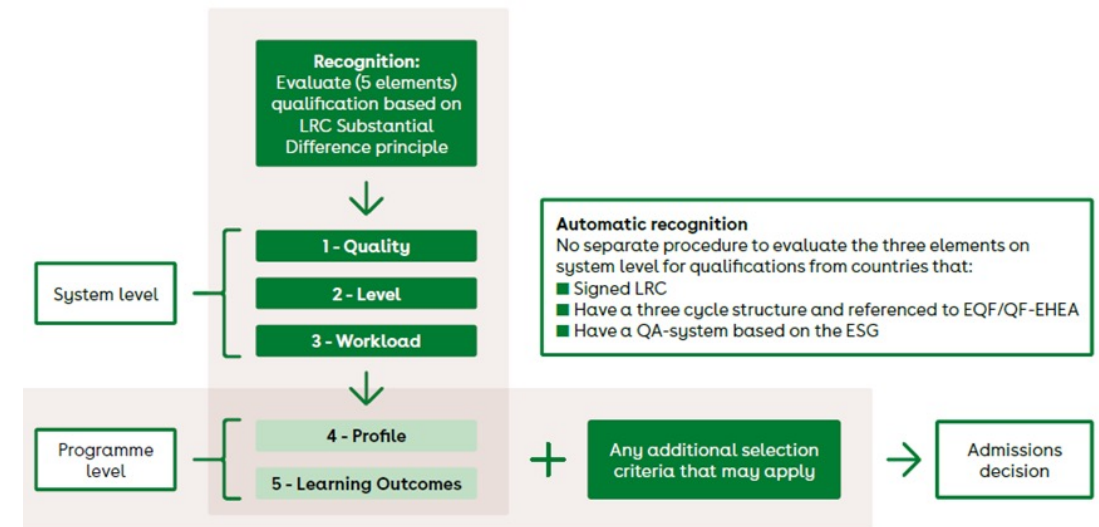 Recognition:
Evaluate (5 elements)
qualification based on
LRC Substantial
Difference principle
System level
1 - Quality
2 - Level
3 - Workload
Automatic recognition
No separate procedure to evaluate the three elements on
system level for qualifications from countries that:
■ Signed LRC
■ Have a three cycle structure and referenced to EQF/QF-EHEA
■ Have a QA-system based on the ESG
Programme
level
4 - Profile
5 - Learning Outcomes
+
Any additional selection
criteria that may apply
Admissions
decision